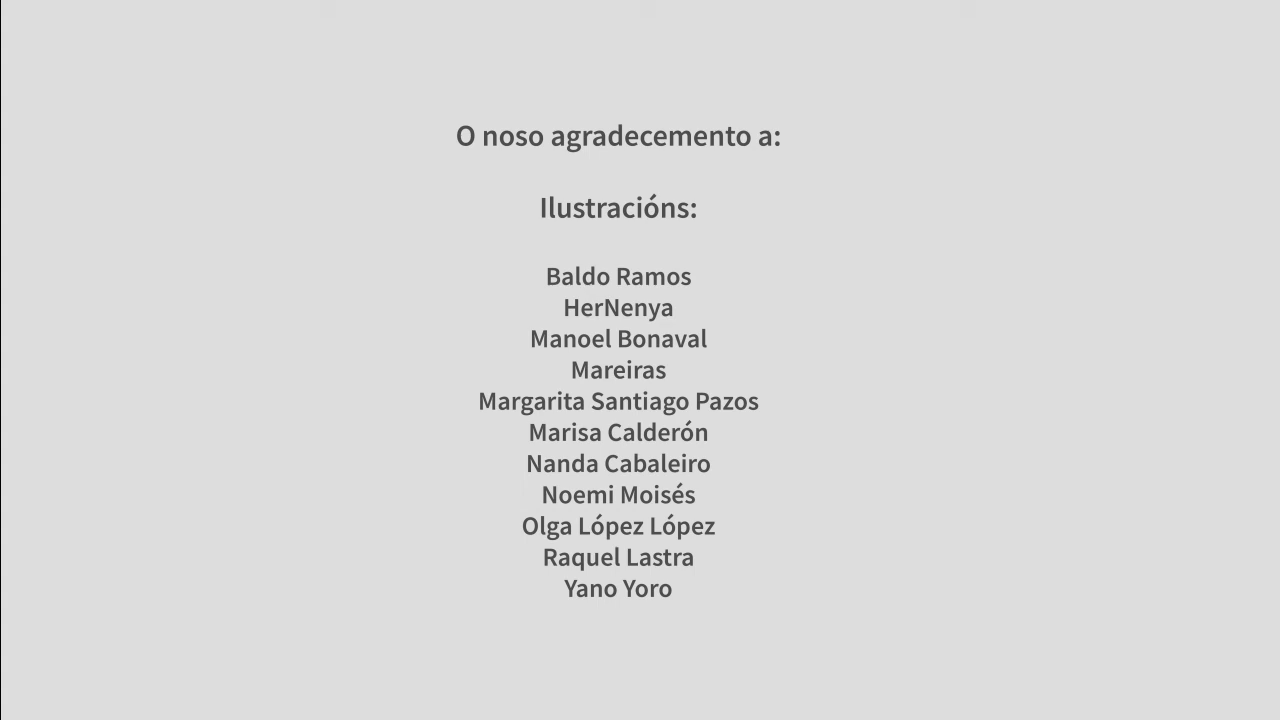 O noso agradecemento a:
Ilustracións:
Baldo Ramos
HerNenya
Manoel Bonaval
Mareiras
Margarita Santiago Pazos
Marisa Calderón
Nanda Cabaleiro
Noemi Moisés
Olga López López
Raquel Lastra
Yano Yoro